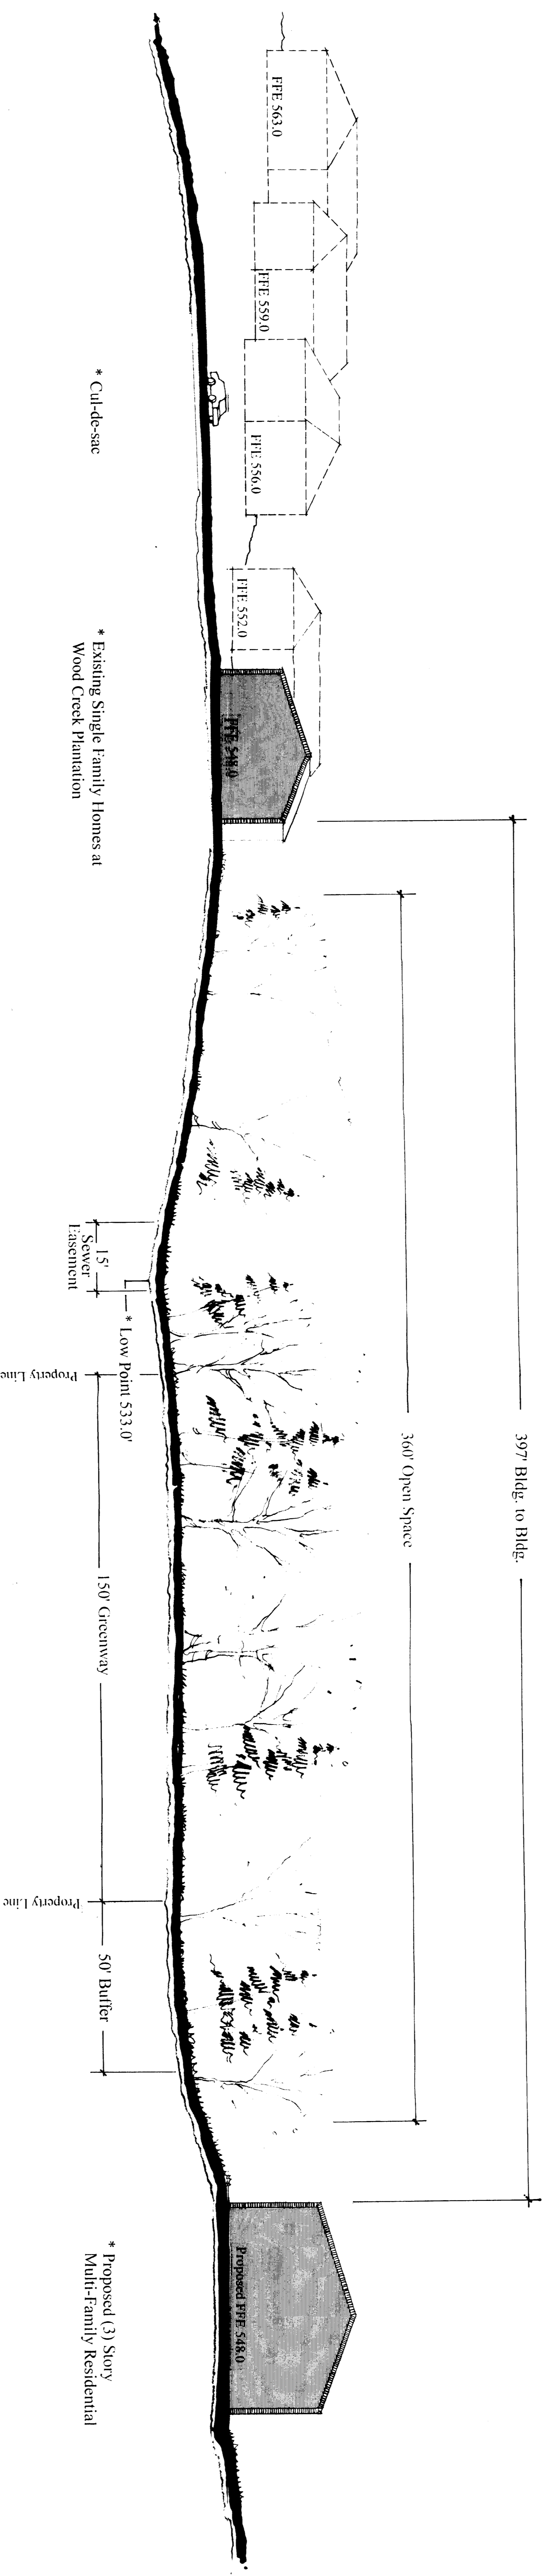 397' Bldg. to Bldg.
360' Open Space
FFE 563.0
FFE 559.0
FFE 556.0
FFE 552.0
FFE 548.0
Proposed FFE 548.0
15'
Sewer
Easement
* Low Point 533.0'
Property Line
150' Greenway
Property Line
50' Buffer
* Cul-de-sac
* Existing Single Family Homes at
Wood Creek Plantation
* Proposed (3) Story
Multi-Family Residential